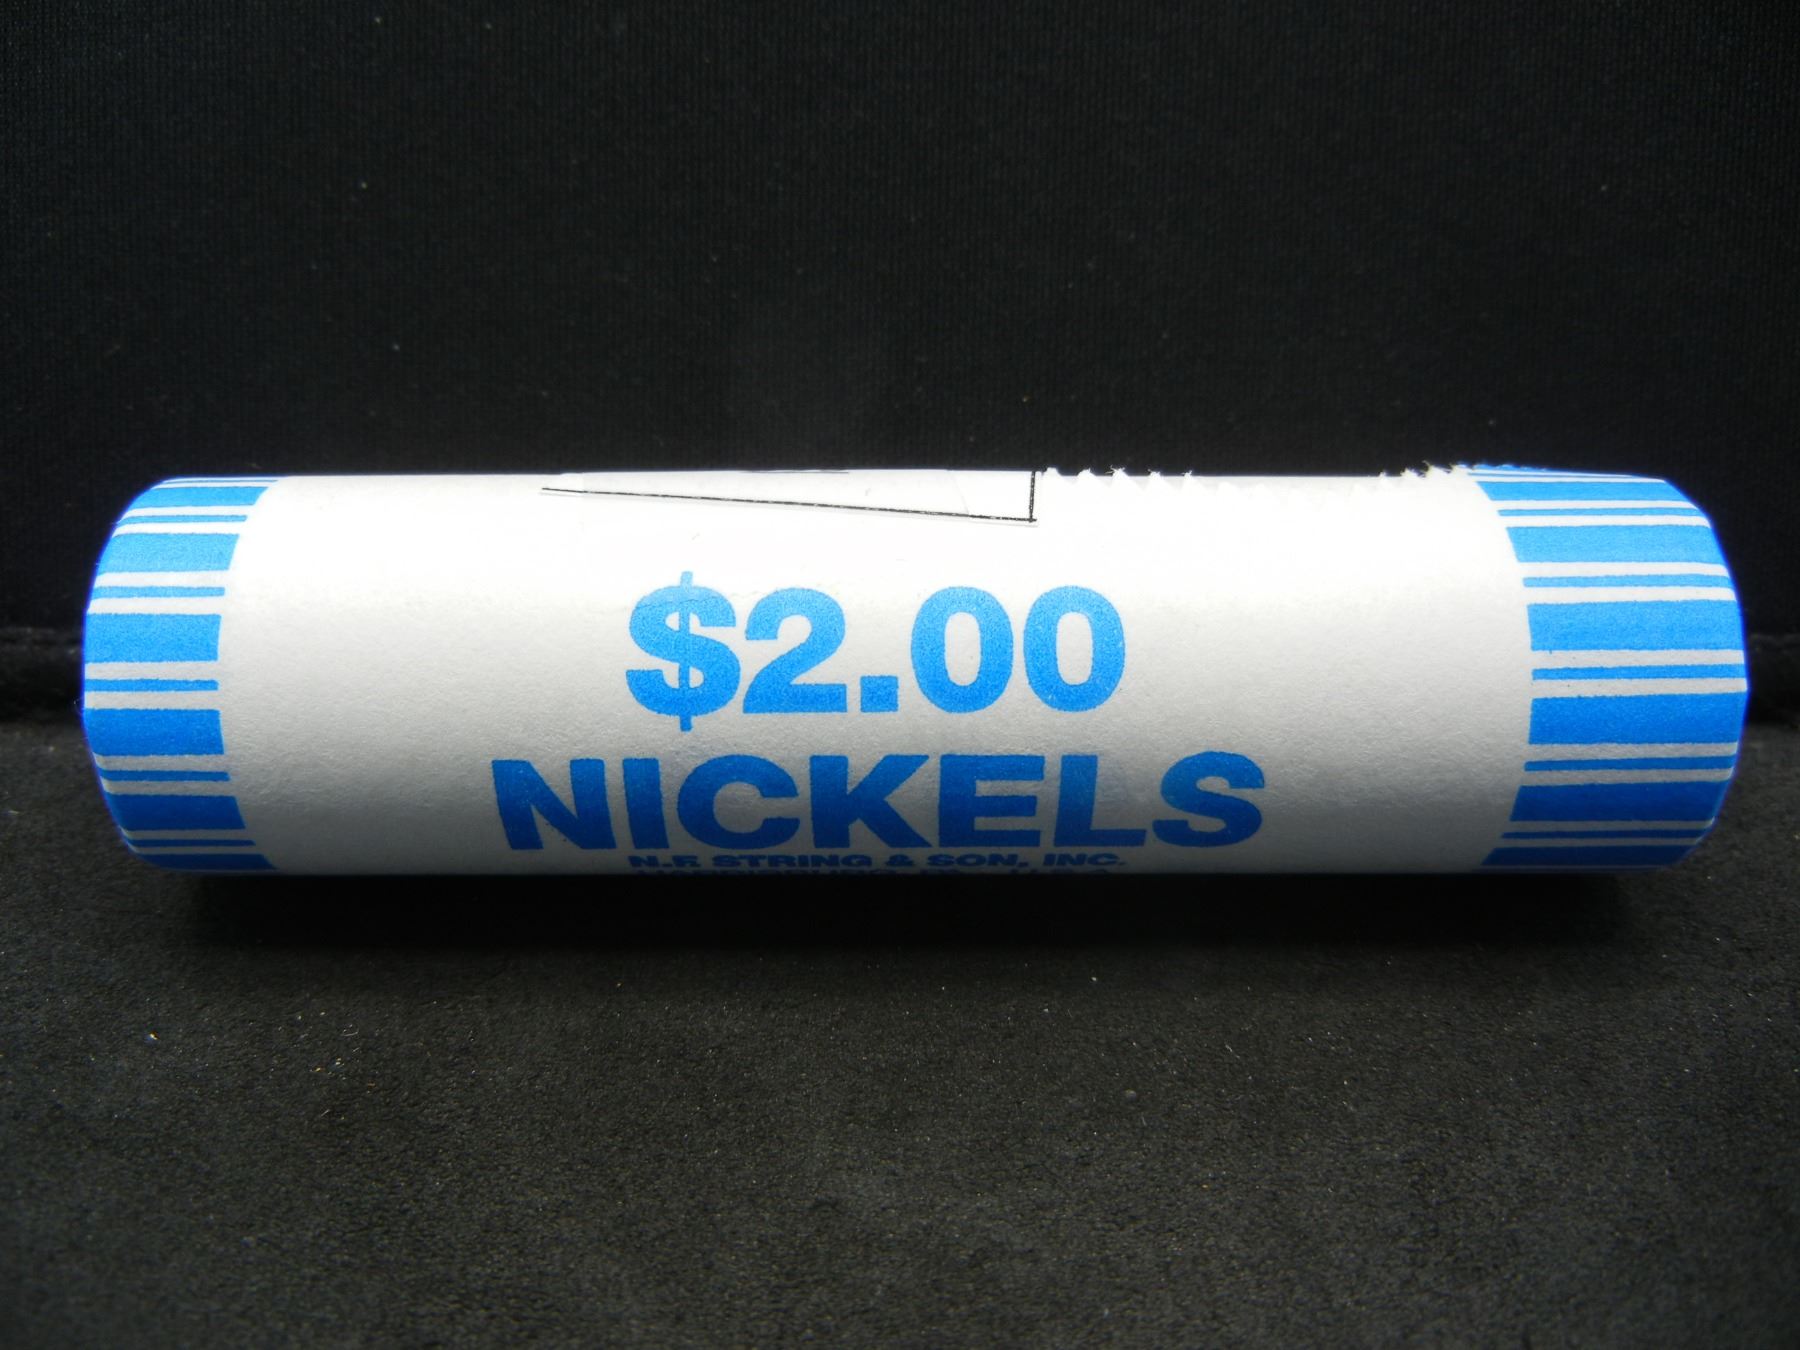 $2.00
NICKELS
N.F. STRING & SON, INC.